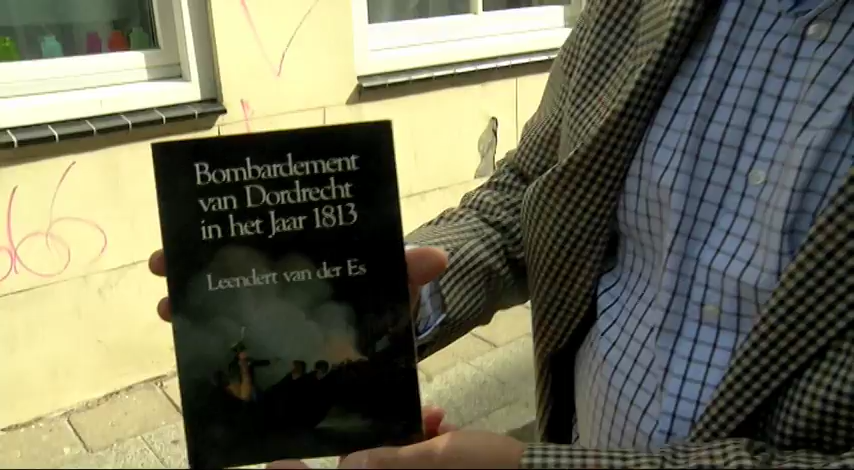 Bombardement
van Dordrecht
in het Jaar 1813
Leendert van der Es